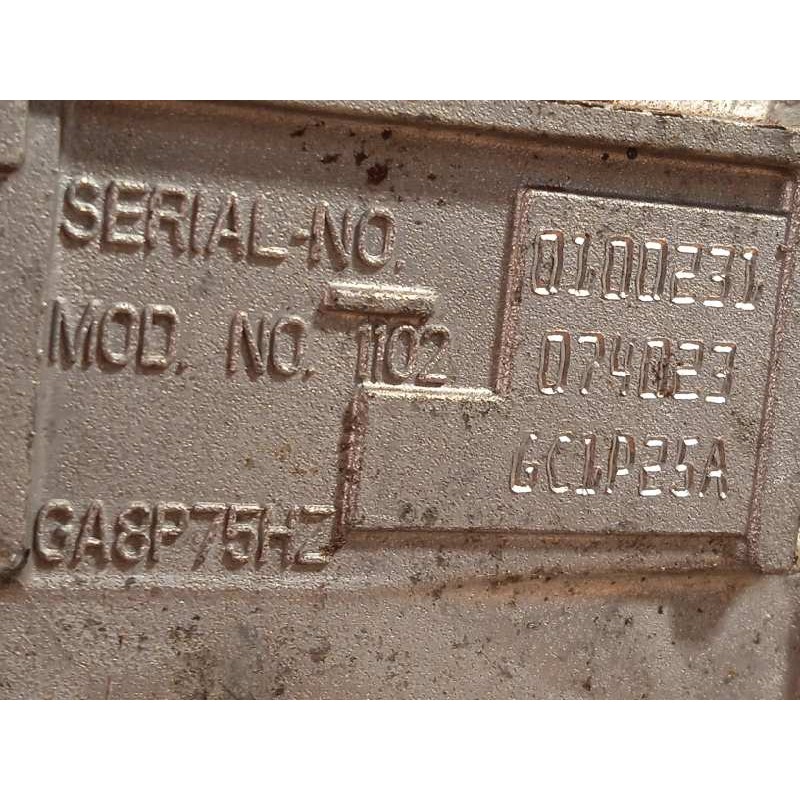 SERIAL-NO. 0100231
MOD. NO. 1102 074023
GC1P25A
GA8P75HZ